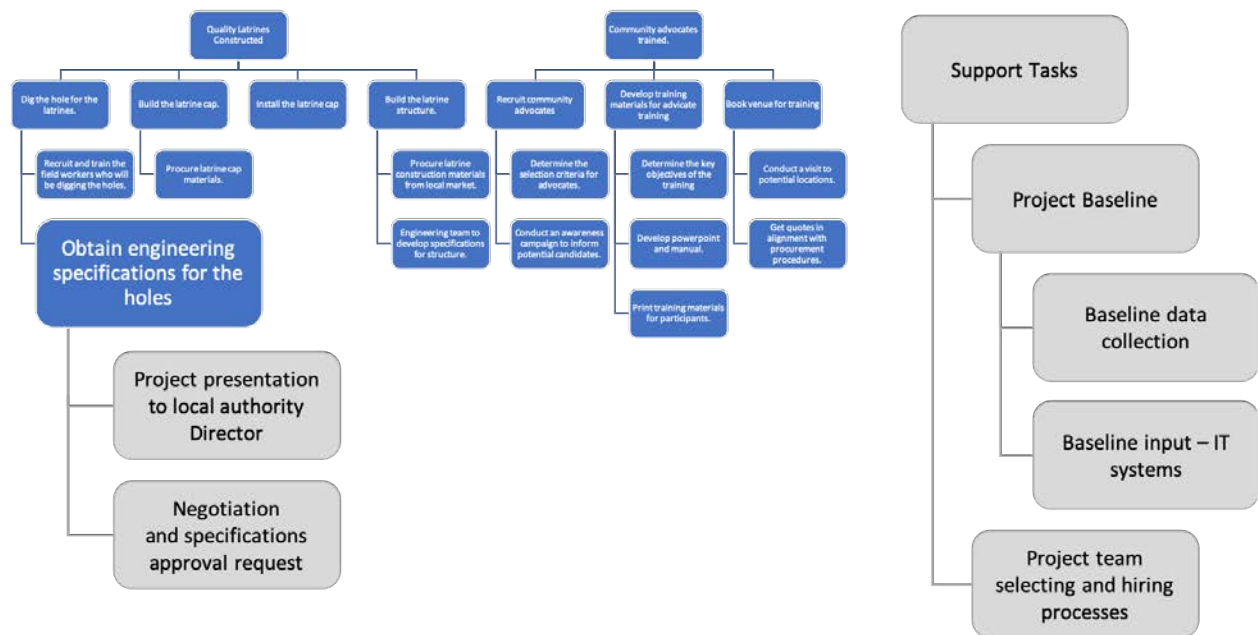 Quality Latrines
Constructed
Community advocates
trained.
Support Tasks
Dig the hole for the
latrines.
Build the latrine cap.
Install the latrine cap
Build the latrine
structure.
Recruit community
advocates
Develop training
materials for advicate
training
Book venue for training
Recruit and train the
field workers who will
be digging the holes.
Procure latrine cap
materials.
Procure latrine
construction materials
from local market.
Determine the
selection criteria for
advocates.
Determine the key
objectives of the
training
Conduct a visit to
potential locations.
Project Baseline
Obtain engineering
specifications for the
holes
Engineering team to
develop specifications
for structure.
Conduct an awareness
campaign to inform
potential candidates.
Develop powerpoint
and manual.
Get quotes in
alignment with
procurement
procedures.
Print training materials
for participants.
Baseline data
collection
Project presentation
to local authority
Director
Baseline input – IT
systems
Negotiation
and specifications
approval request
Project team
selecting and hiring
processes